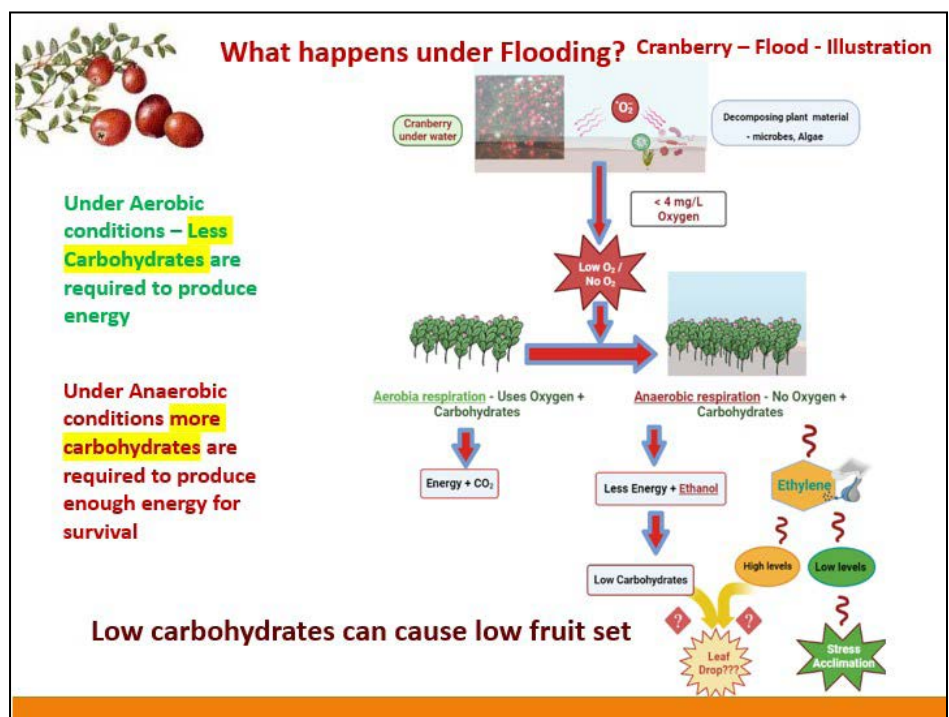 What happens under Flooding?
Cranberry – Flood - Illustration
Cranberry
under water
•O₂⁻
Decomposing plant material
- microbes, Algae
< 4 mg/L
Oxygen
Under Aerobic
conditions – Less
Carbohydrates are
required to produce
energy
Low O₂ /
No O₂
Under Anaerobic
conditions more
carbohydrates are
required to produce
enough energy for
survival
Aerobia respiration - Uses Oxygen +
Carbohydrates
Anaerobic respiration - No Oxygen +
Carbohydrates
Energy + CO₂
Less Energy + Ethanol
Ethylene
Low Carbohydrates
High levels
Low levels
?
?
Leaf
Drop???
Stress
Acclimation
Low carbohydrates can cause low fruit set